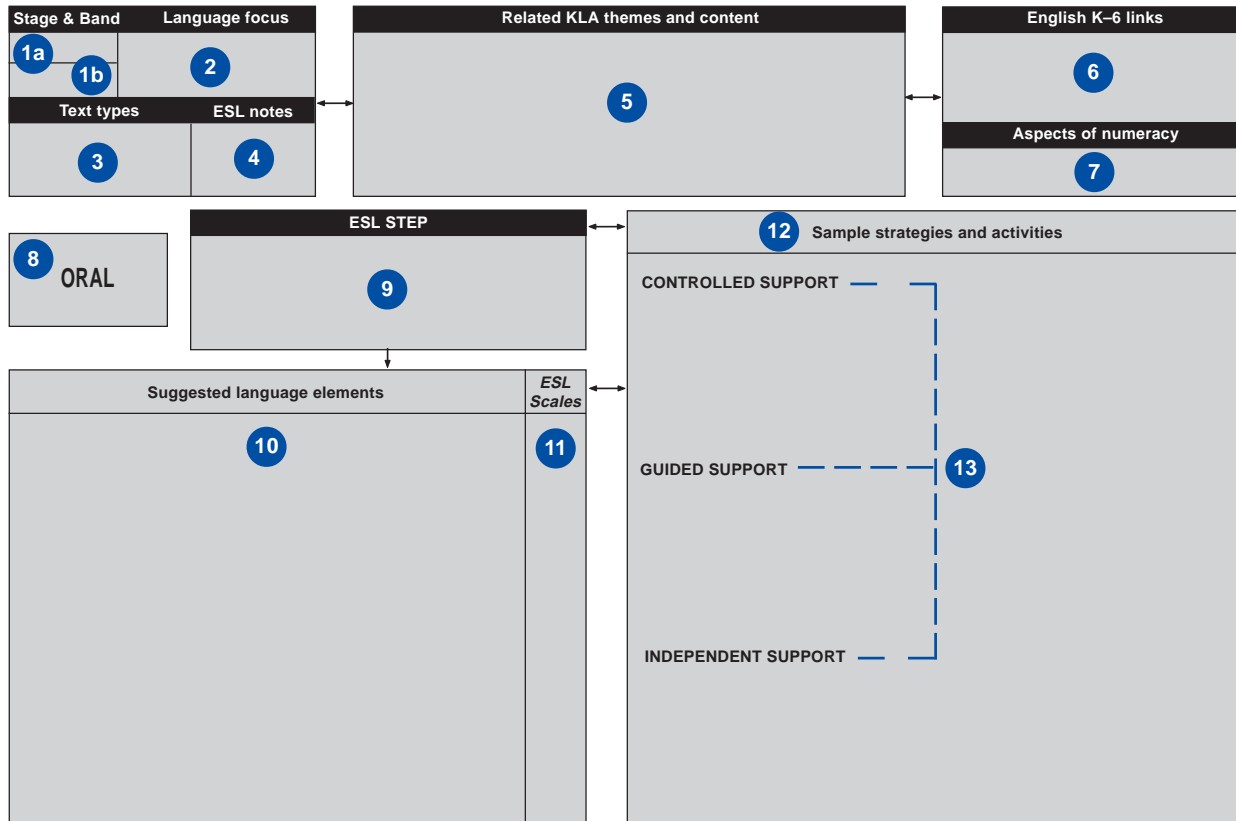 Stage & Band Language focus
1a
1b
2
Text types ESL notes
3
4
Related KLA themes and content
5
English K–6 links
6
Aspects of numeracy
7
8
ORAL
ESL STEP
9
Suggested language elements
10
ESL
Scales
11
12 Sample strategies and activities
CONTROLLED SUPPORT
GUIDED SUPPORT
13
INDEPENDENT SUPPORT